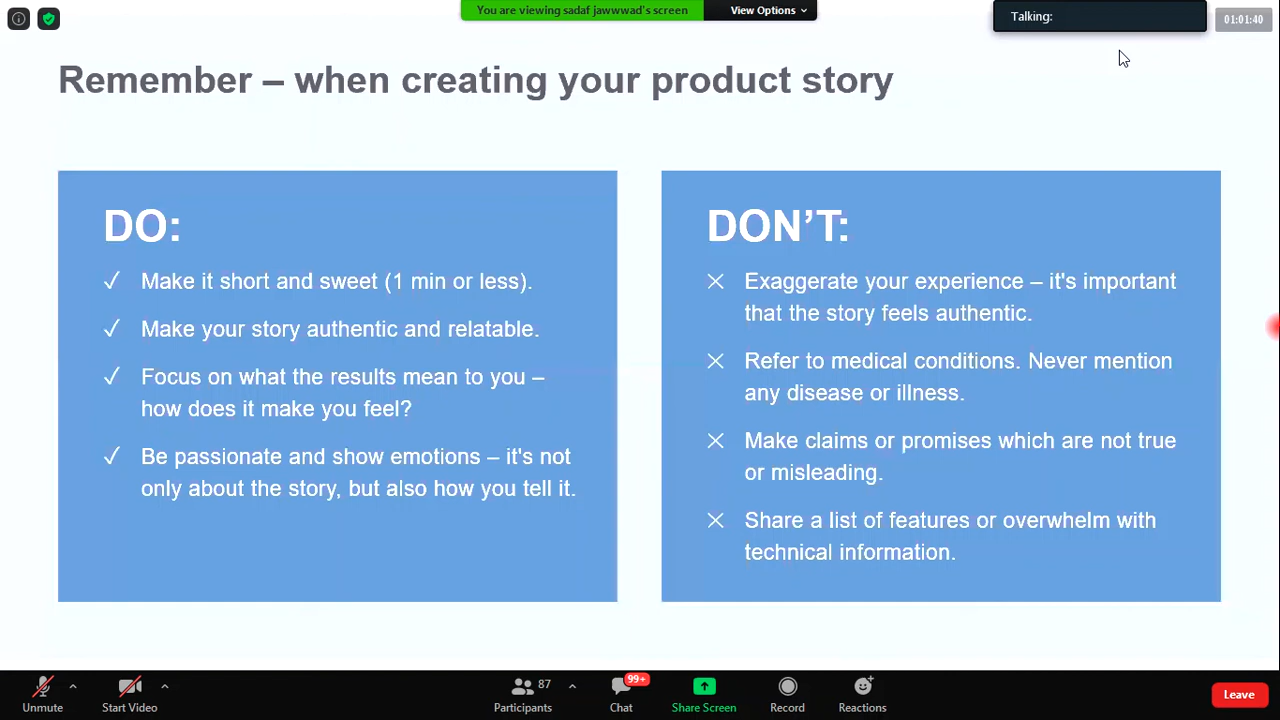 You are viewing sadaf jawwwad's screen
View Options
Talking:
01:01:40
Remember – when creating your product story
DO:
✓ Make it short and sweet (1 min or less).
✓ Make your story authentic and relatable.
✓ Focus on what the results mean to you –
how does it make you feel?
✓ Be passionate and show emotions – it's not
only about the story, but also how you tell it.
DON'T:
✕ Exaggerate your experience – it's important
that the story feels authentic.
✕ Refer to medical conditions. Never mention
any disease or illness.
✕ Make claims or promises which are not true
or misleading.
✕ Share a list of features or overwhelm with
technical information.
Unmute
Start Video
87
Participants
99+
Chat
Share Screen
Record
Reactions
Leave